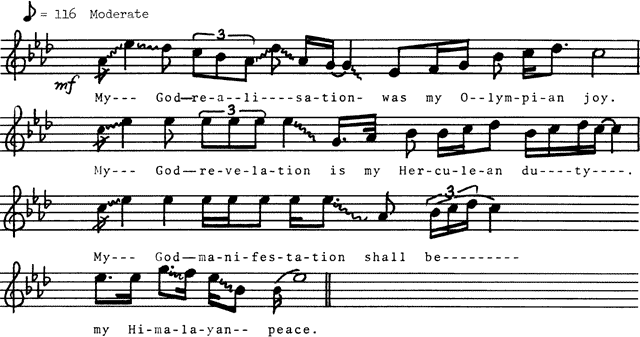 ♪ = 116 Moderate
3
mf
My--- God—re-a--li----sa-tion- was my O--lym-pi-an joy.
3
My--- God—re-ve-la-tion is my Her-cu-le-an du----ty----.
3
My--- God—ma-ni-fes-ta-tion shall be---------
my Hi-ma-la-yan-- peace.